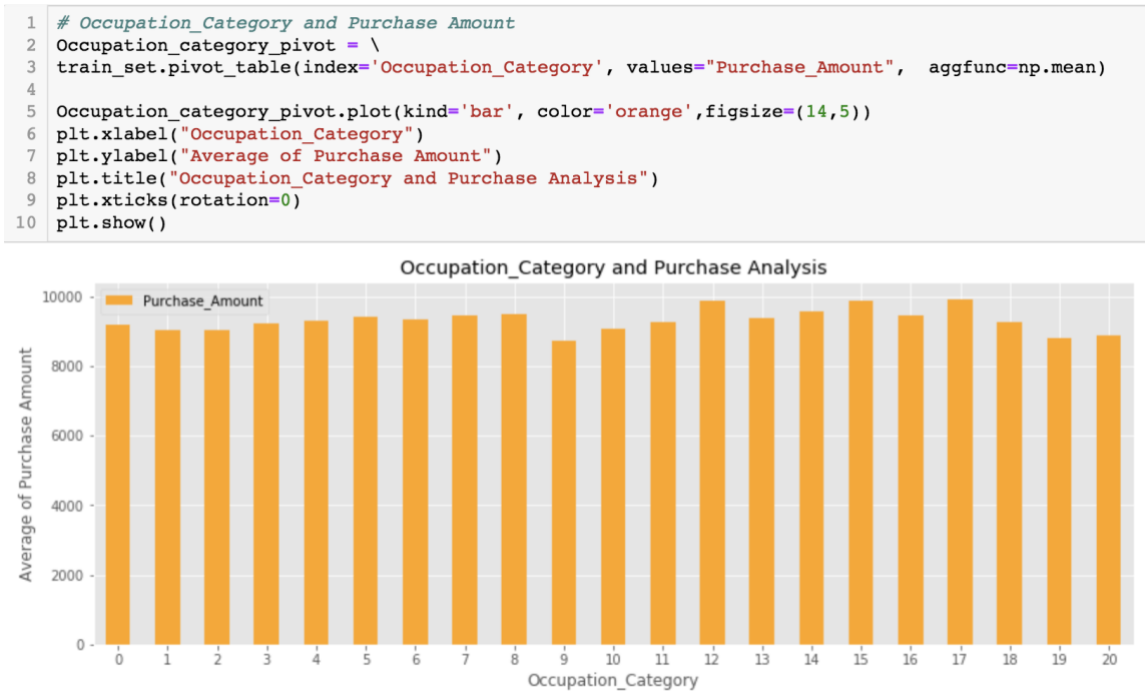 1 # Occupation_Category and Purchase Amount
2 Occupation_category_pivot = \
3 train_set.pivot_table(index='Occupation_Category', values="Purchase_Amount",  aggfunc=np.mean)
4
5 Occupation_category_pivot.plot(kind='bar', color='orange',figsize=(14,5))
6 plt.xlabel("Occupation_Category")
7 plt.ylabel("Average of Purchase Amount")
8 plt.title("Occupation_Category and Purchase Analysis")
9 plt.xticks(rotation=0)
10 plt.show()
Occupation_Category and Purchase Analysis
Purchase_Amount
Average of Purchase Amount
10000
8000
6000
4000
2000
0
0 1 2 3 4 5 6 7 8 9 10 11 12 13 14 15 16 17 18 19 20
Occupation_Category